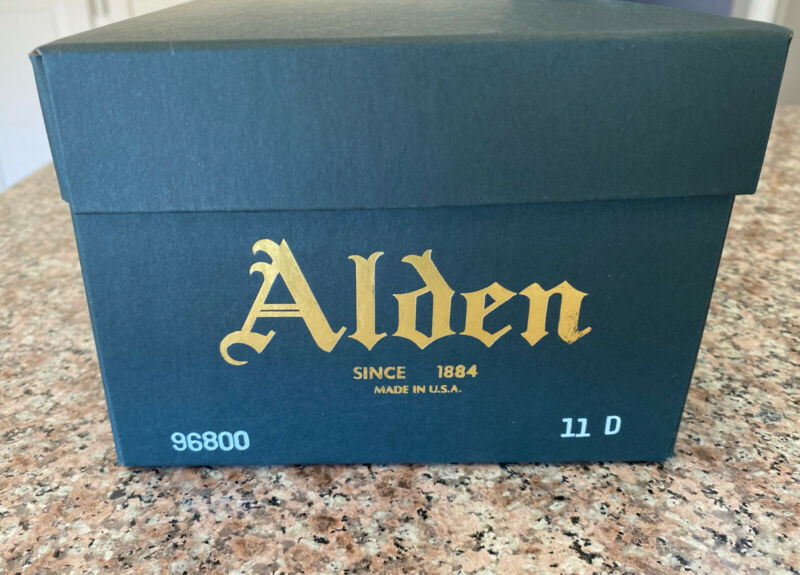 Alden
SINCE 1884
MADE IN U.S.A.
96800 11 D